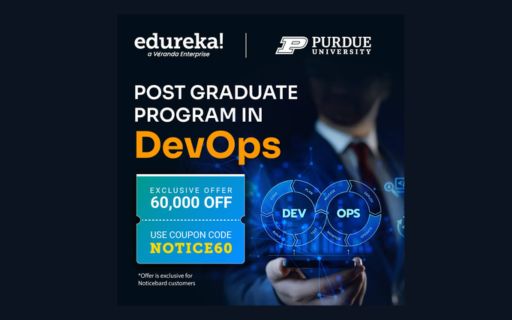 edureka!
a Veranda Enterprise
PURDUE
UNIVERSITY
POST GRADUATE
PROGRAM IN
DevOps
EXCLUSIVE OFFER
60,000 OFF
USE COUPON CODE
NOTICE60
*Offer is exclusive for
Noticeboard customers
DEV
OPS